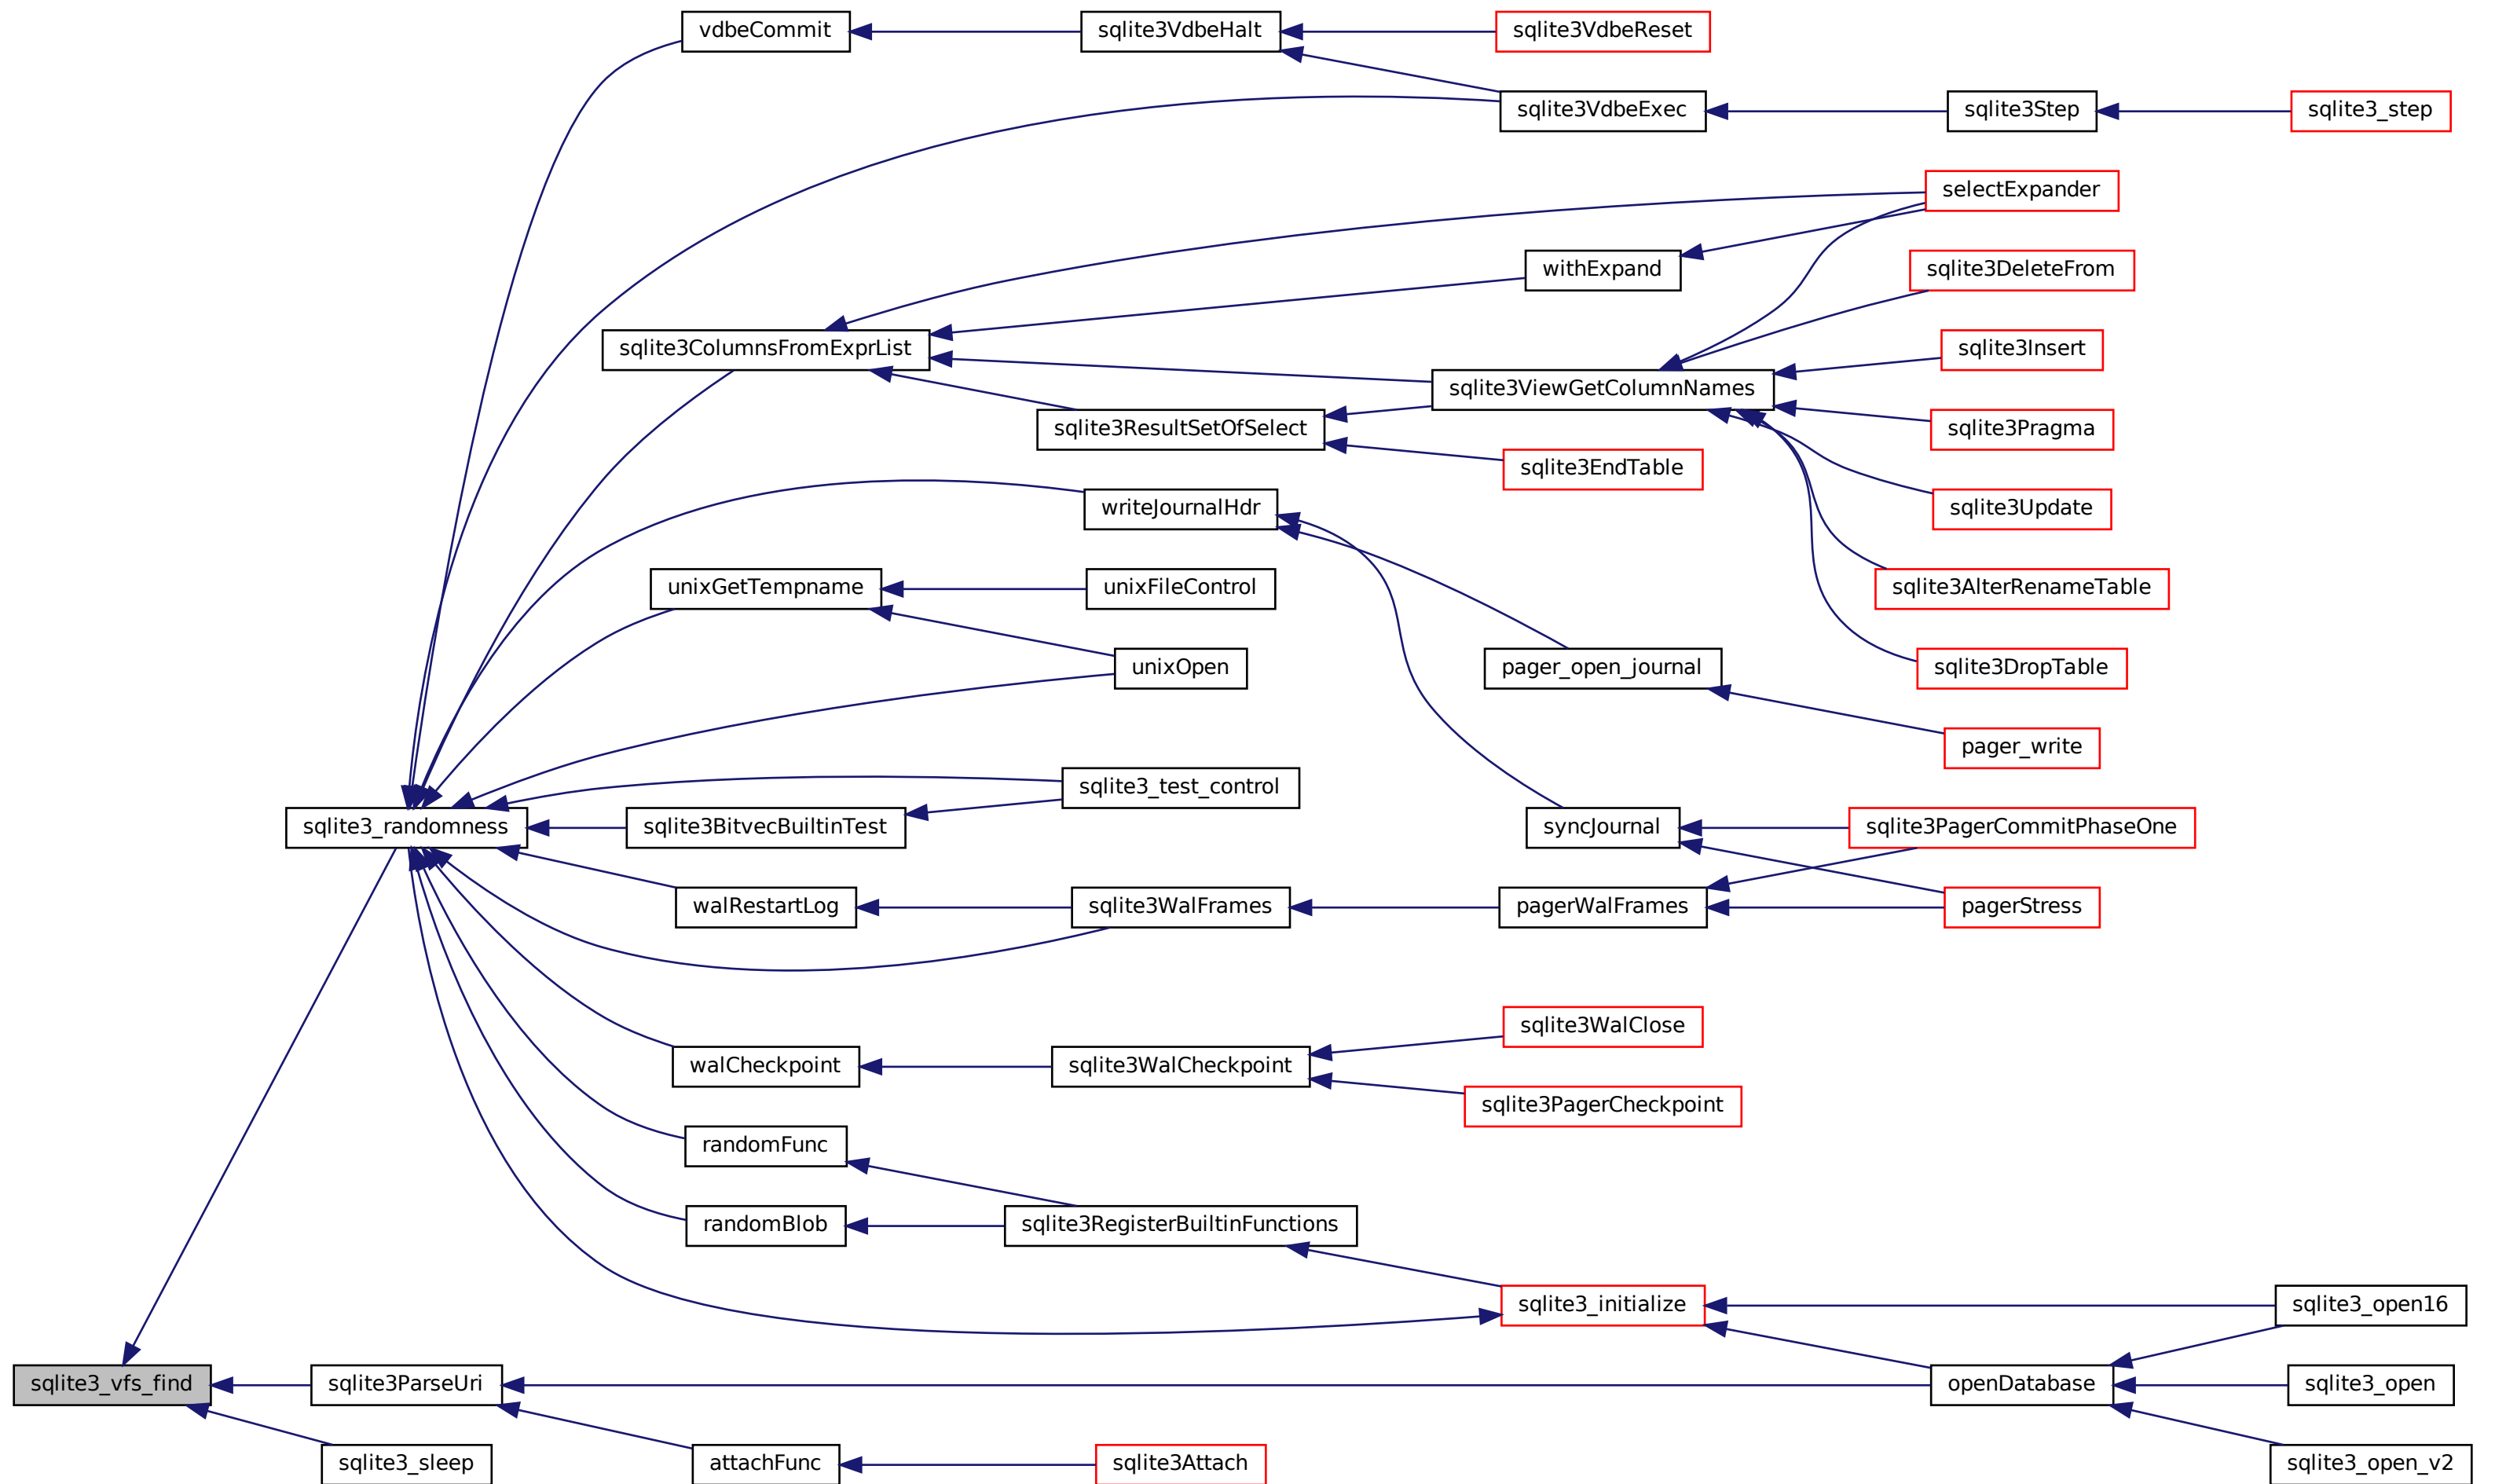 vdbeCommit
sqlite3VdbeHalt
sqlite3VdbeReset
sqlite3VdbeExec
sqlite3Step
sqlite3_step
selectExpander
withExpand
sqlite3DeleteFrom
sqlite3ColumnsFromExprList
sqlite3Insert
sqlite3ViewGetColumnNames
sqlite3ResultSetOfSelect
sqlite3Pragma
sqlite3EndTable
writeJournalHdr
sqlite3Update
unixGetTempname
unixFileControl
sqlite3AlterRenameTable
unixOpen
pager_open_journal
sqlite3DropTable
pager_write
sqlite3_test_control
sqlite3_randomness
sqlite3BitvecBuiltinTest
syncJournal
sqlite3PagerCommitPhaseOne
walRestartLog
sqlite3WalFrames
pagerWalFrames
pagerStress
sqlite3WalClose
walCheckpoint
sqlite3WalCheckpoint
sqlite3PagerCheckpoint
randomFunc
randomBlob
sqlite3RegisterBuiltinFunctions
sqlite3_initialize
sqlite3_open16
sqlite3_vfs_find
sqlite3ParseUri
openDatabase
sqlite3_open
sqlite3_sleep
attachFunc
sqlite3Attach
sqlite3_open_v2